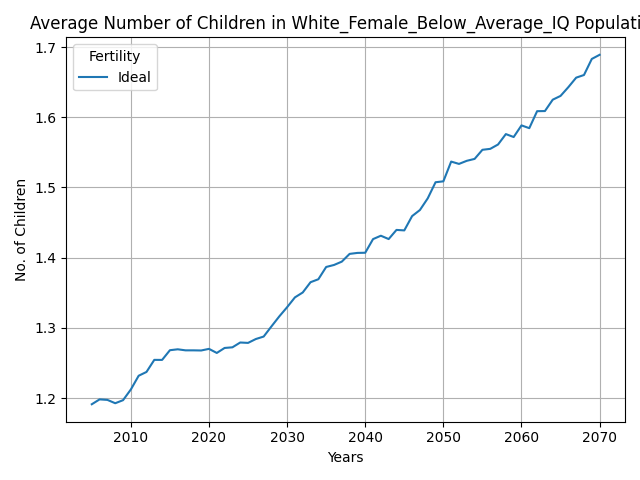 Average Number of Children in White_Female_Below_Average_IQ Populati
Fertility
Ideal
No. of Children
1.7
1.6
1.5
1.4
1.3
1.2
2010 2020 2030 2040 2050 2060 2070
Years